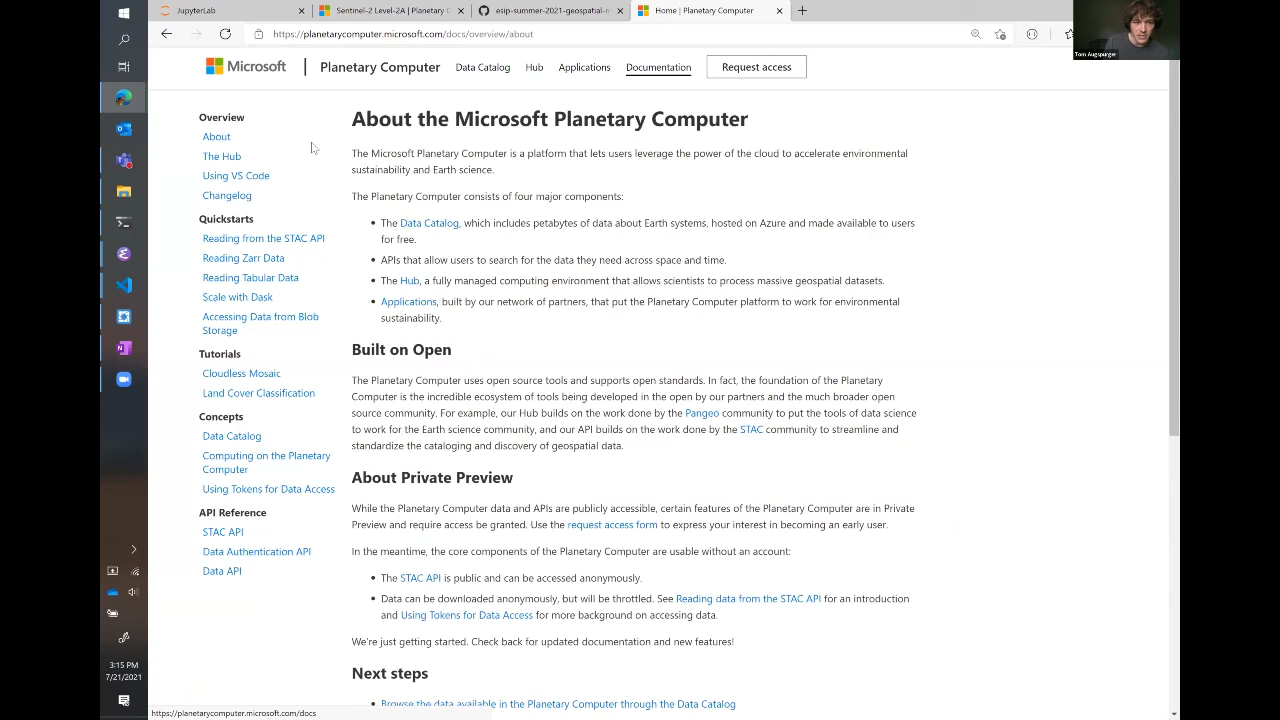 JupyterLab
Sentinel-2 Level-2A | Planetary C
esip-summer-2021-geospatial-m
Home | Planetary Computer
https://planetarycomputer.microsoft.com/docs/overview/about
Tom Augspurger
Microsoft
Planetary Computer
Data Catalog
Hub
Applications
Documentation
Request access
Overview
About
The Hub
Using VS Code
Changelog
Quickstarts
Reading from the STAC API
Reading Zarr Data
Reading Tabular Data
Scale with Dask
Accessing Data from Blob
Storage
Tutorials
Cloudless Mosaic
Land Cover Classification
Concepts
Data Catalog
Computing on the Planetary
Computer
Using Tokens for Data Access
API Reference
STAC API
Data Authentication API
Data API
About the Microsoft Planetary Computer
The Microsoft Planetary Computer is a platform that lets users leverage the power of the cloud to accelerate environmental
sustainability and Earth science.
The Planetary Computer consists of four major components:
• The Data Catalog, which includes petabytes of data about Earth systems, hosted on Azure and made available to users
for free.
• APIs that allow users to search for the data they need across space and time.
• The Hub, a fully managed computing environment that allows scientists to process massive geospatial datasets.
• Applications, built by our network of partners, that put the Planetary Computer platform to work for environmental
sustainability.
Built on Open
The Planetary Computer uses open source tools and supports open standards. In fact, the foundation of the Planetary
Computer is the incredible ecosystem of tools being developed in the open by our partners and the much broader open
source community. For example, our Hub builds on the work done by the Pangeo community to put the tools of data science
to work for the Earth science community, and our API builds on the work done by the STAC community to streamline and
standardize the cataloging and discovery of geospatial data.
About Private Preview
While the Planetary Computer data and APIs are publicly accessible, certain features of the Planetary Computer are in Private
Preview and require access be granted. Use the request access form to express your interest in becoming an early user.
In the meantime, the core components of the Planetary Computer are usable without an account:
• The STAC API is public and can be accessed anonymously.
• Data can be downloaded anonymously, but will be throttled. See Reading data from the STAC API for an introduction
and Using Tokens for Data Access for more background on accessing data.
We're just getting started. Check back for updated documentation and new features!
Next steps
Browse the data available in the Planetary Computer through the Data Catalog
3:15 PM
7/21/2021
https://planetarycomputer.microsoft.com/docs